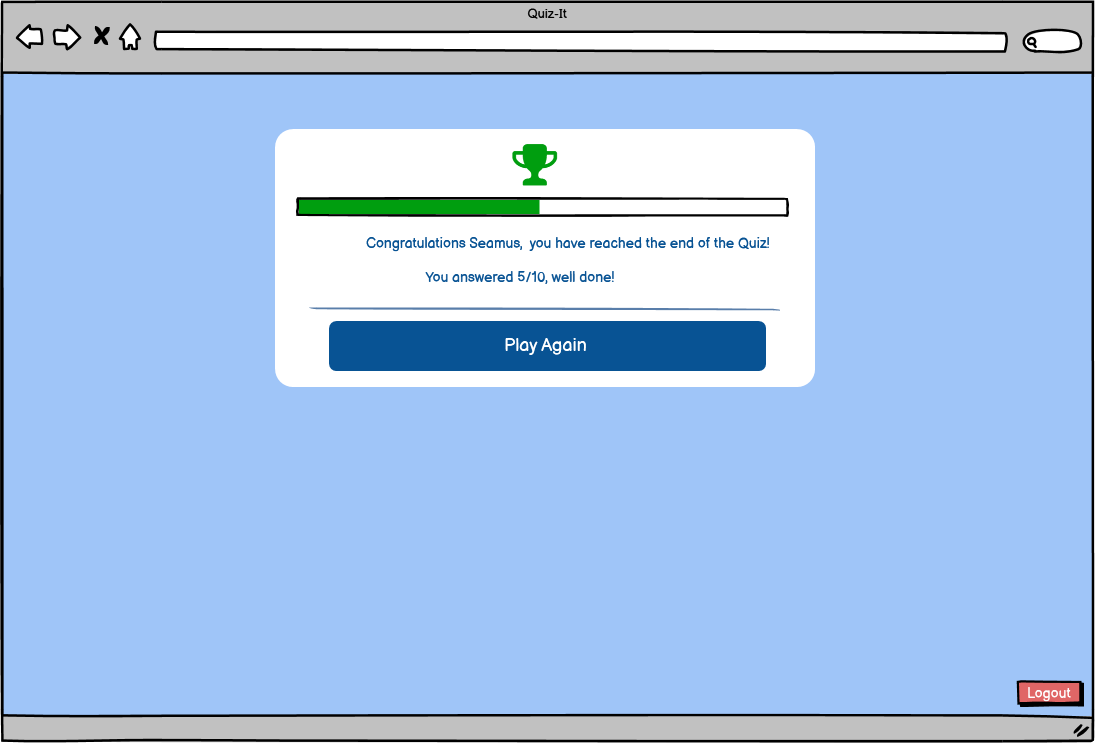 Quiz-It
Congratulations Seamus,  you have reached the end of the Quiz!
You answered 5/10, well done!
Play Again
Logout